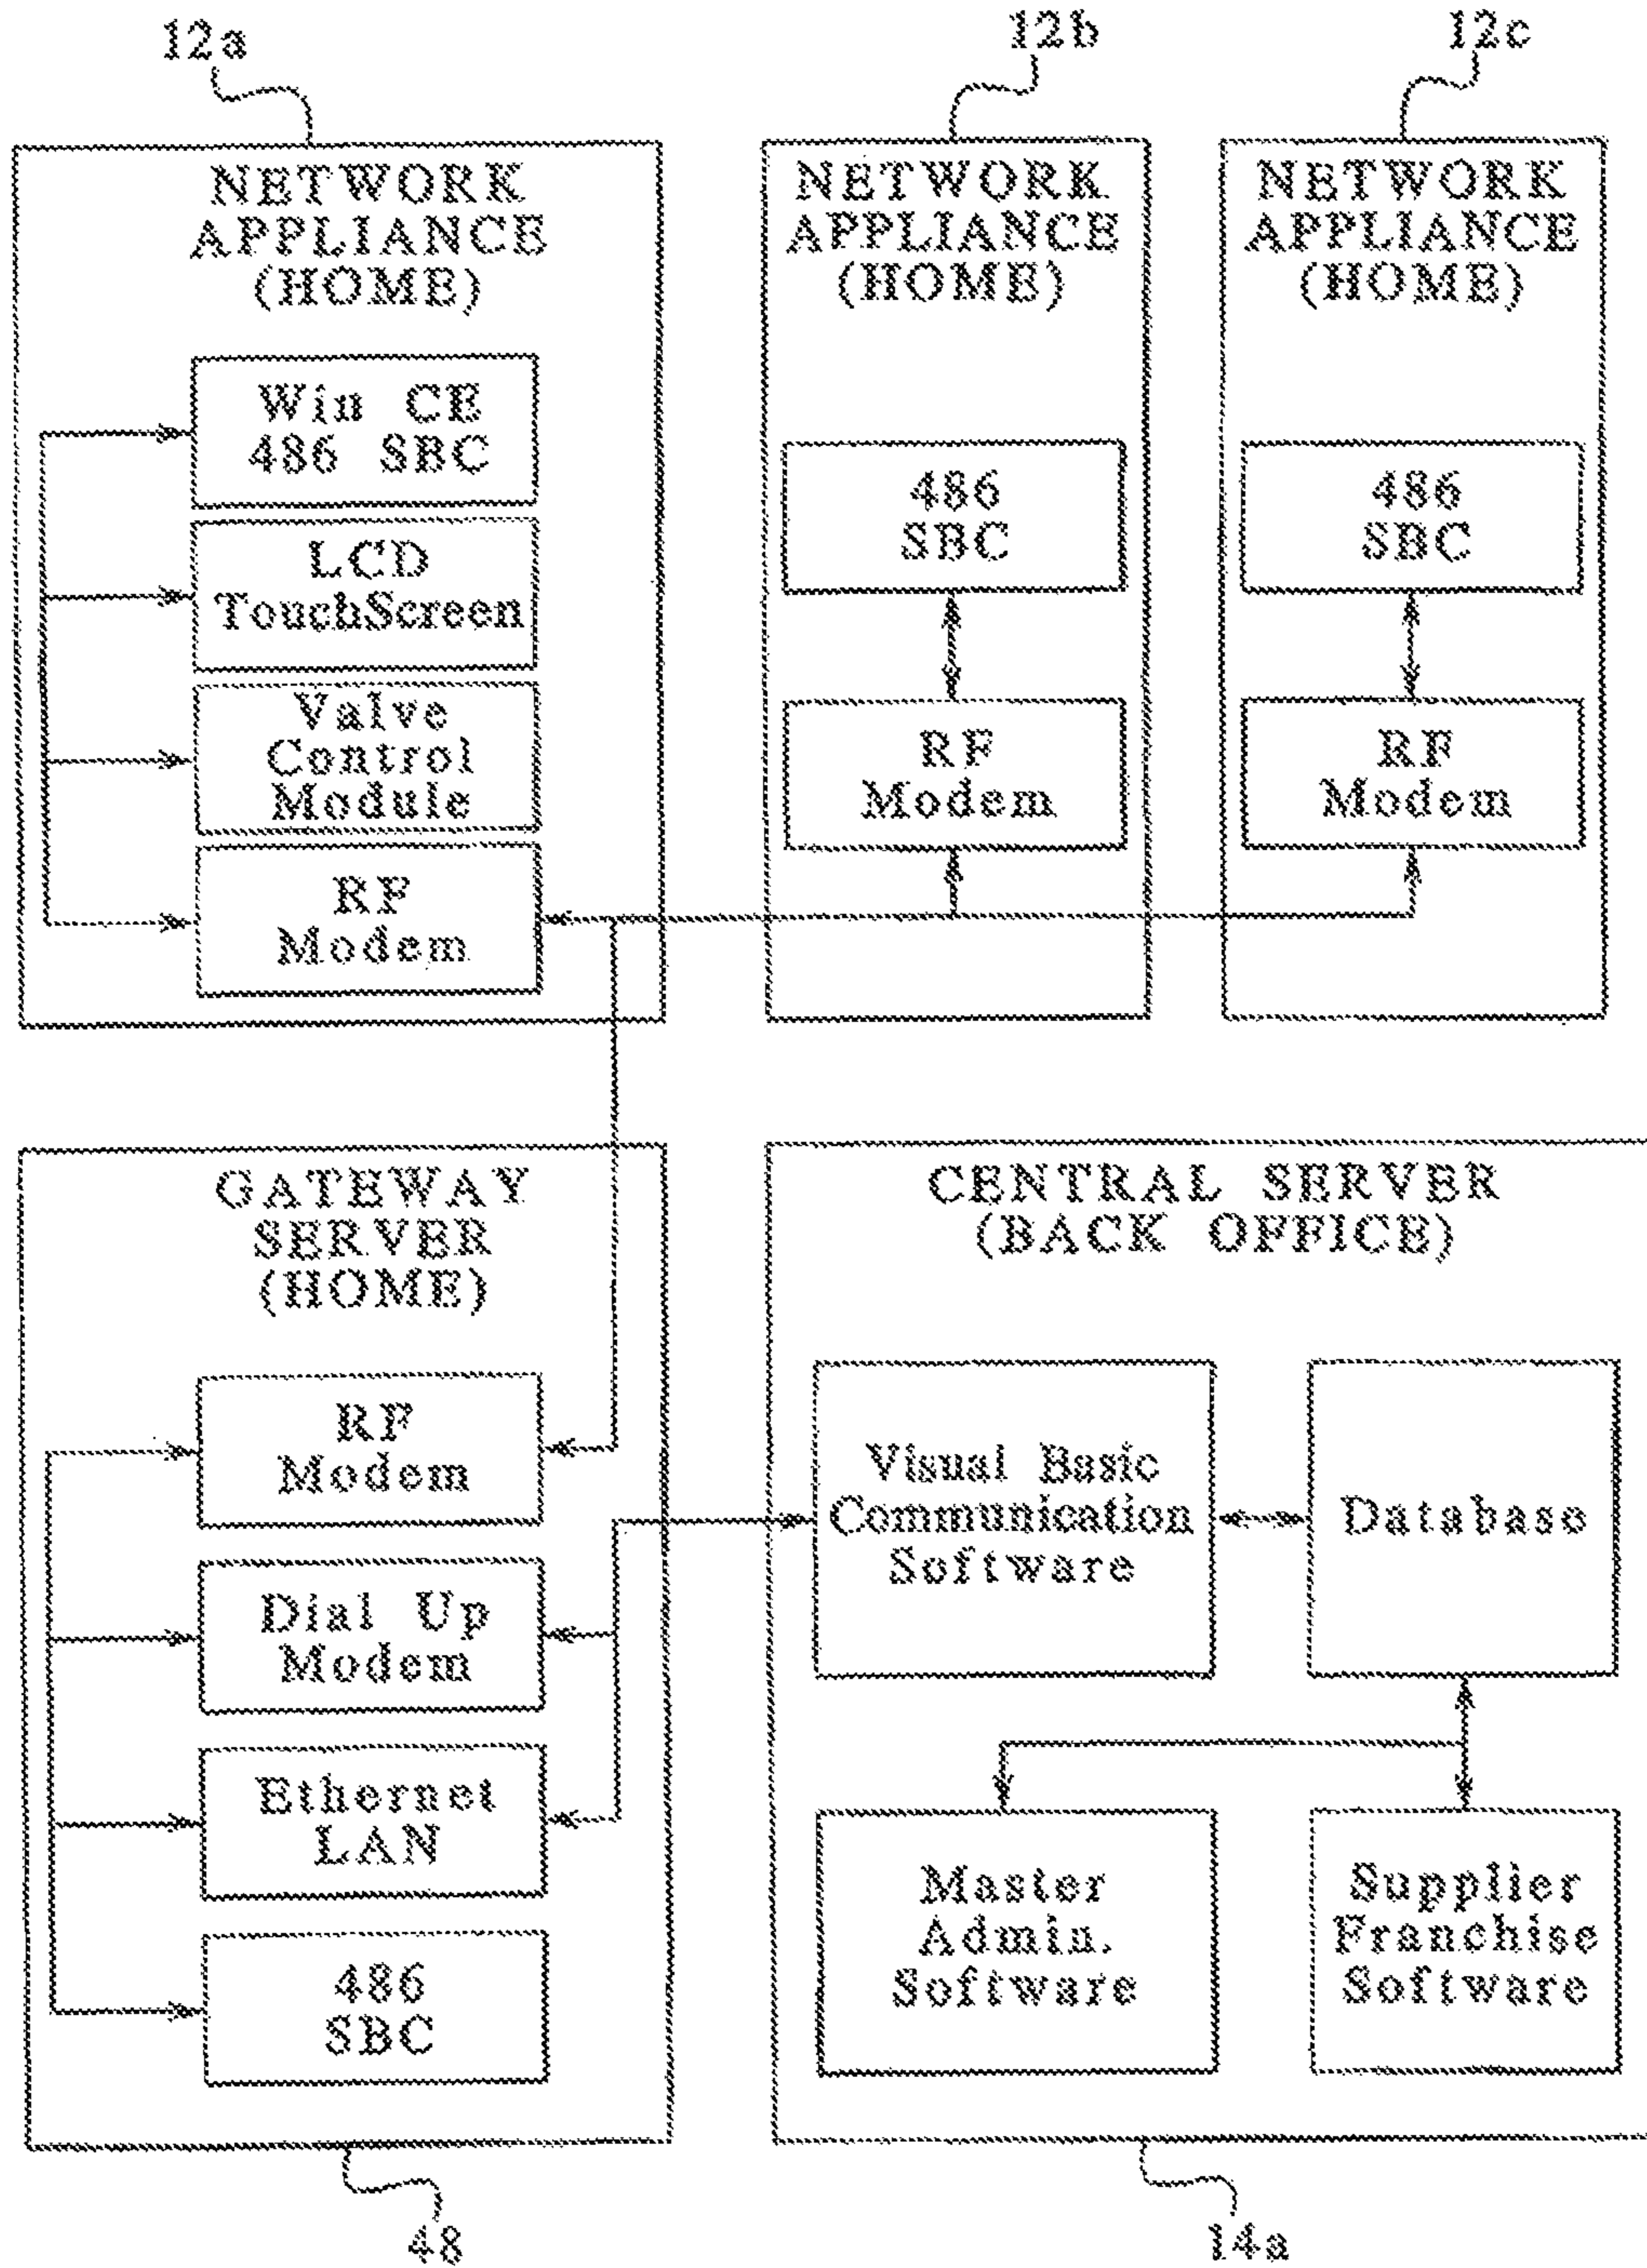 12a
12b
12c
NETWORK
APPLIANCE
(HOME)
Win CE
486 SBC
LCD
TouchScreen
Valve
Control
Module
RF
Modem
NETWORK
APPLIANCE
(HOME)
486
SBC
RF
Modem
NETWORK
APPLIANCE
(HOME)
486
SBC
RF
Modem
GATEWAY
SERVER
(HOME)
RF
Modem
Dial Up
Modem
Ethernet
LAN
486
SBC
CENTRAL SERVER
(BACK OFFICE)
Visual Basic
Communication
Software
Database
Master
Admin.
Software
Supplier
Franchise
Software
48
14a